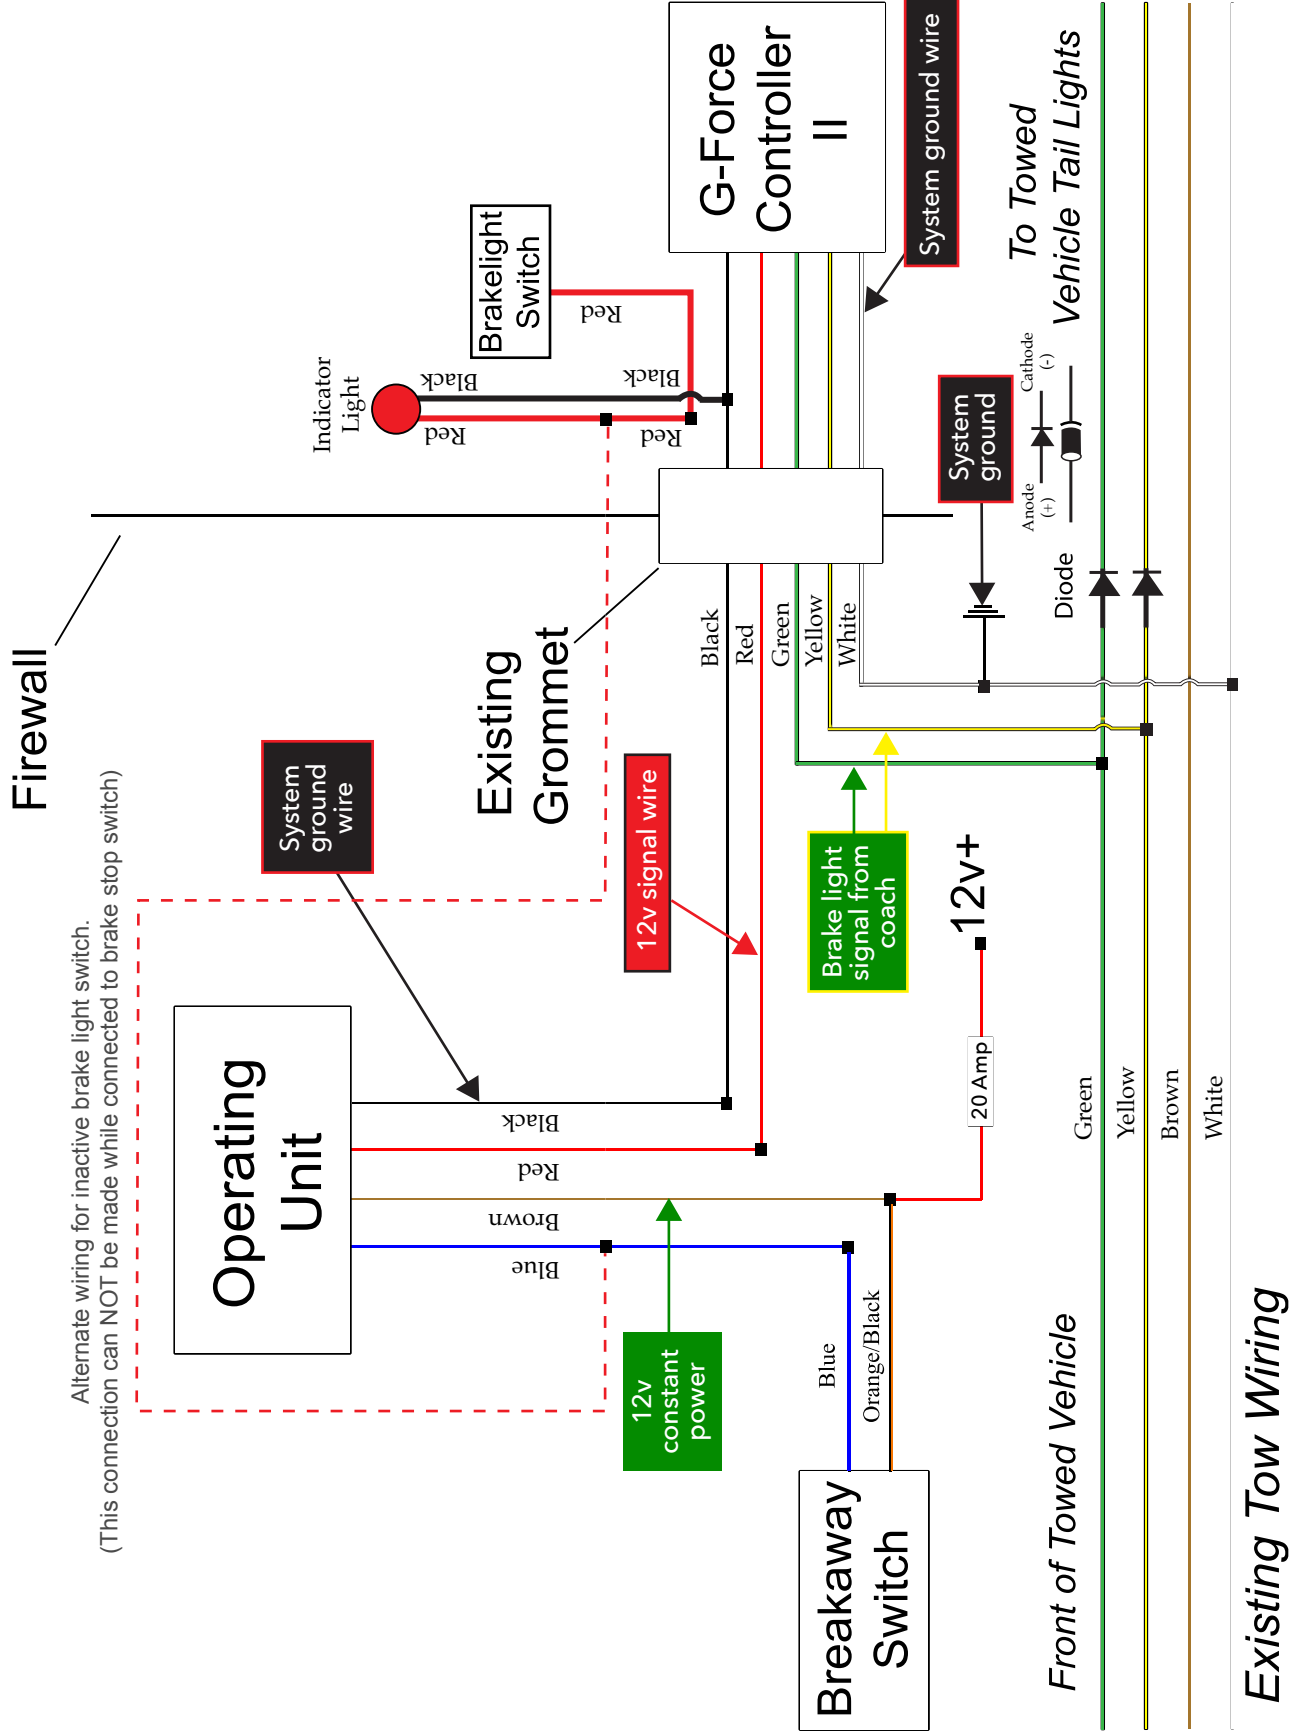 Firewall
Alternate wiring for inactive brake light switch.
(This connection can NOT be made while connected to brake stop switch)
Operating
Unit
System
ground
wire
Existing
Grommet
Indicator
Light
Red
Black
Red
Black
Brakelight
Switch
Red
G-Force
Controller
II
System ground wire
Black
Red
Brown
Blue
12v signal wire
12v
constant
power
Black
Red
Green
Yellow
White
Brake light
signal from
coach
Breakaway
Switch
Blue
Orange/Black
20 Amp
12v+
System
ground
Diode
Anode
(+)
Cathode
(-)
To Towed
Vehicle Tail Lights
Front of Towed Vehicle
Green
Yellow
Brown
White
Existing Tow Wiring